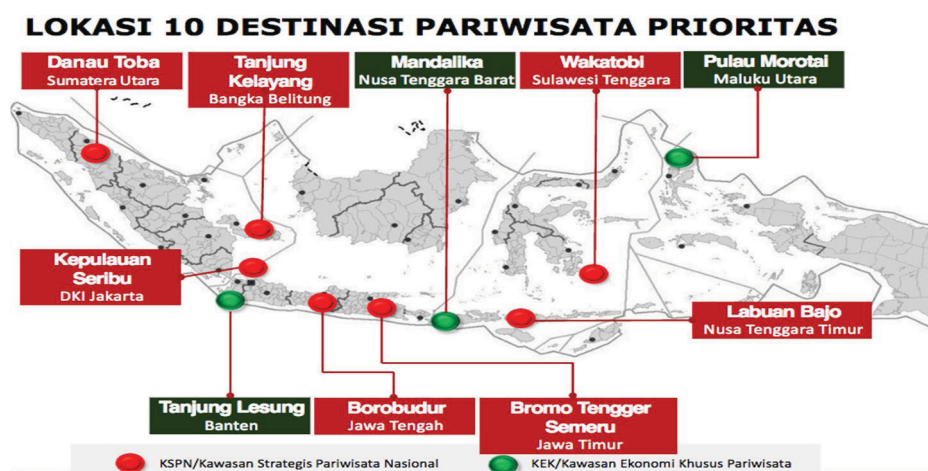 LOKASI 10 DESTINASI PARIWISATA PRIORITAS
Danau Toba
Sumatera Utara
Tanjung
Kelayang
Bangka Belitung
Mandalika
Nusa Tenggara Barat
Wakatobi
Sulawesi Tenggara
Pulau Morotai
Maluku Utara
Kepulauan
Seribu
DKI Jakarta
Labuan Bajo
Nusa Tenggara Timur
Tanjung Lesung
Banten
Borobudur
Jawa Tengah
Bromo Tengger
Semeru
Jawa Timur
KSPN/Kawasan Strategis Pariwisata Nasional
KEK/Kawasan Ekonomi Khusus Pariwisata